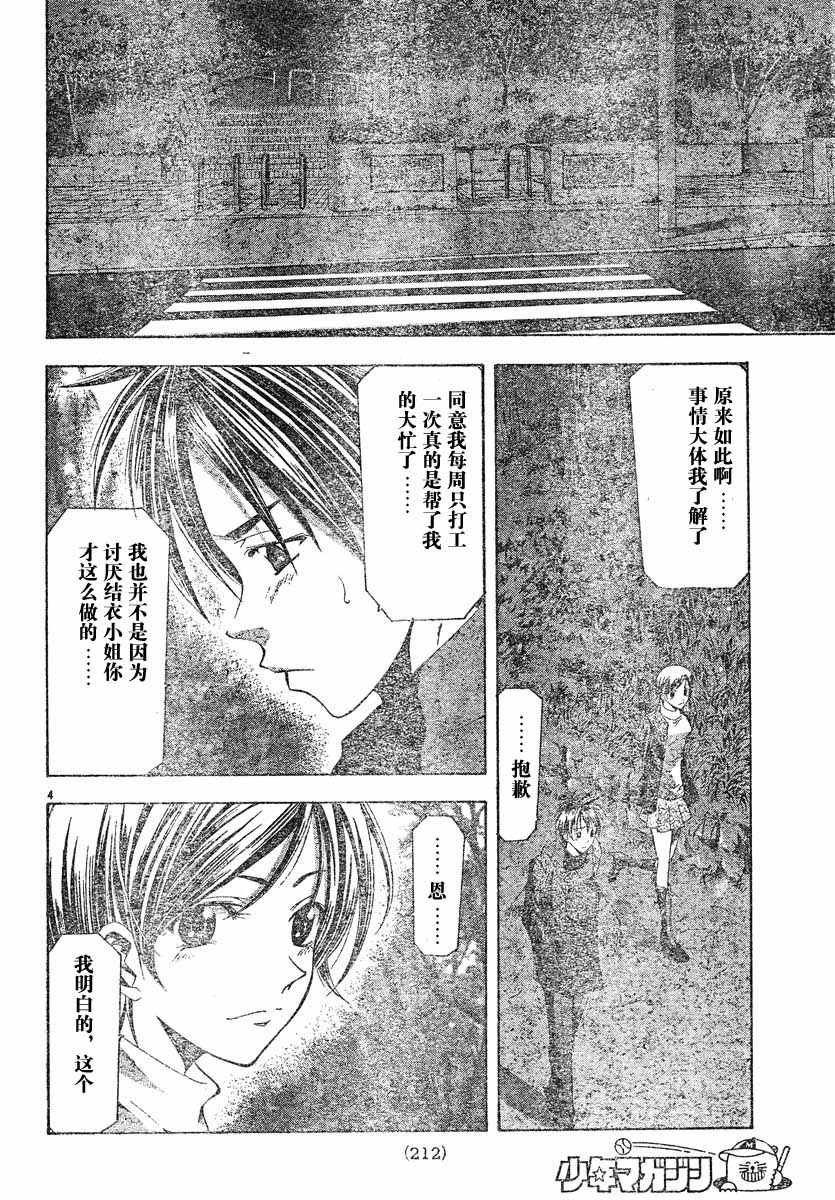 原来如此啊……
事情大体我了解了
……抱歉
同意我每周只打工
一次真的是帮了我
的大忙了……
我也并不是因为
讨厌结衣小姐你
才这么做的……
4
……恩……
我明白的，这个
(212)
少年マガジン